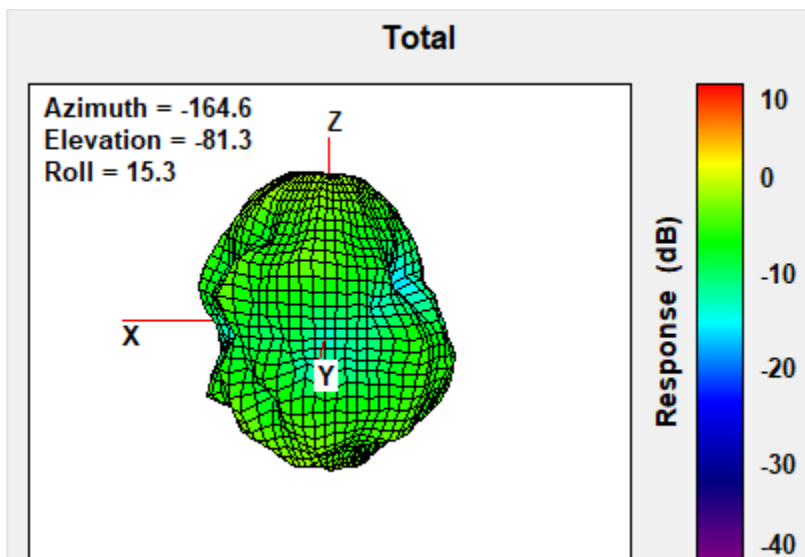 Total
Azimuth = -164.6
Elevation = -81.3
Roll = 15.3
Z
X
Y
10
0
-10
-20
-30
-40
Response (dB)